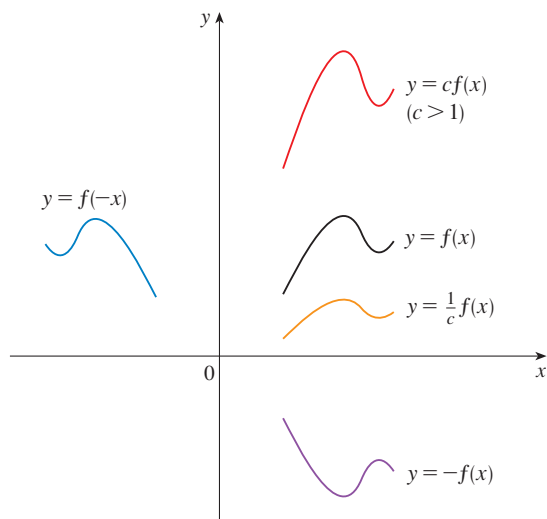 y
y = cf(x)
(c > 1)
y = f(−x)
y = f(x)
y = 1/c f(x)
0
x
y = −f(x)